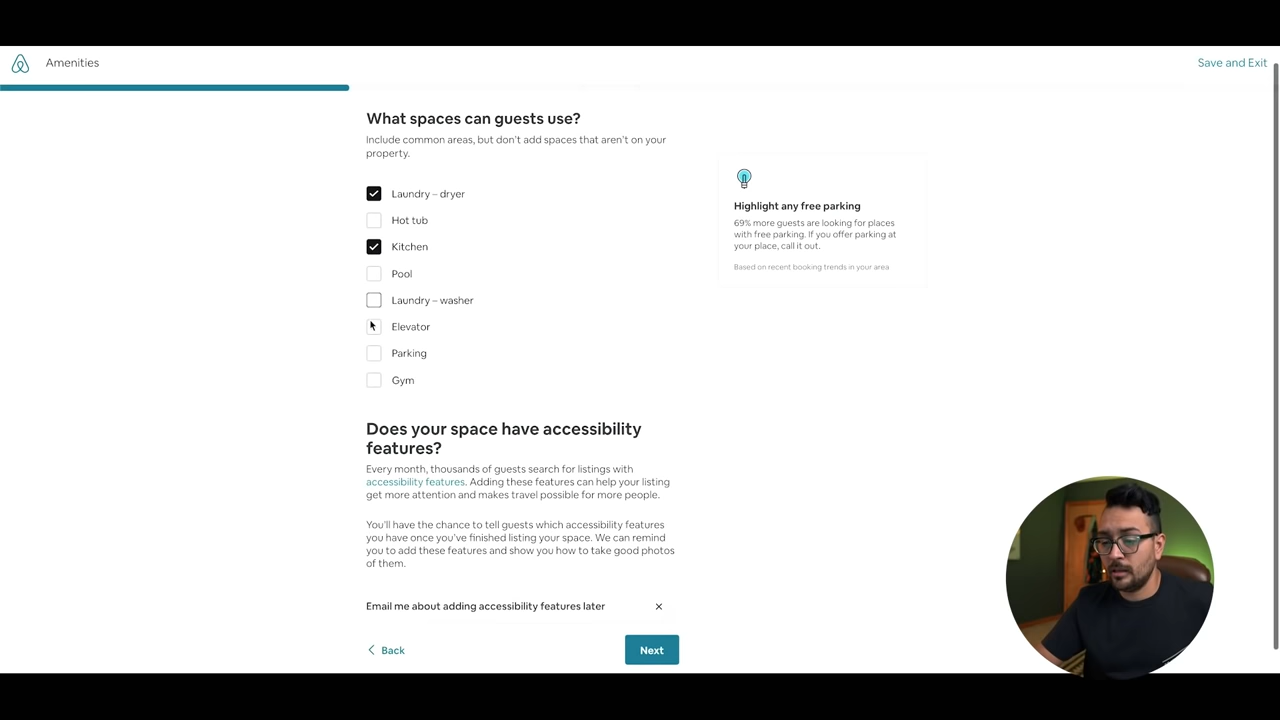 Amenities
Save and Exit
What spaces can guests use?
Include common areas, but don't add spaces that aren't on your
property.
Laundry – dryer
Hot tub
Kitchen
Pool
Laundry – washer
Elevator
Parking
Gym
Highlight any free parking
69% more guests are looking for places
with free parking. If you offer parking at
your place, call it out.
Based on recent booking trends in your area
Does your space have accessibility
features?
Every month, thousands of guests search for listings with
accessibility features. Adding these features can help your listing
get more attention and makes travel possible for more people.
You'll have the chance to tell guests which accessibility features
you have once you've finished listing your space. We can remind
you to add these features and show you how to take good photos
of them.
Email me about adding accessibility features later
Back
Next